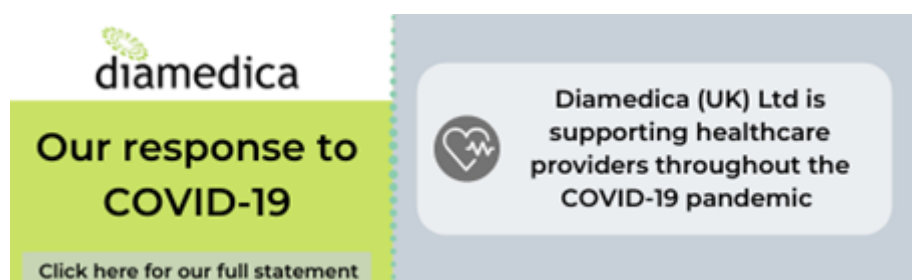 diamedica
Our response to
COVID-19
Click here for our full statement
Diamedica (UK) Ltd is
supporting healthcare
providers throughout the
COVID-19 pandemic